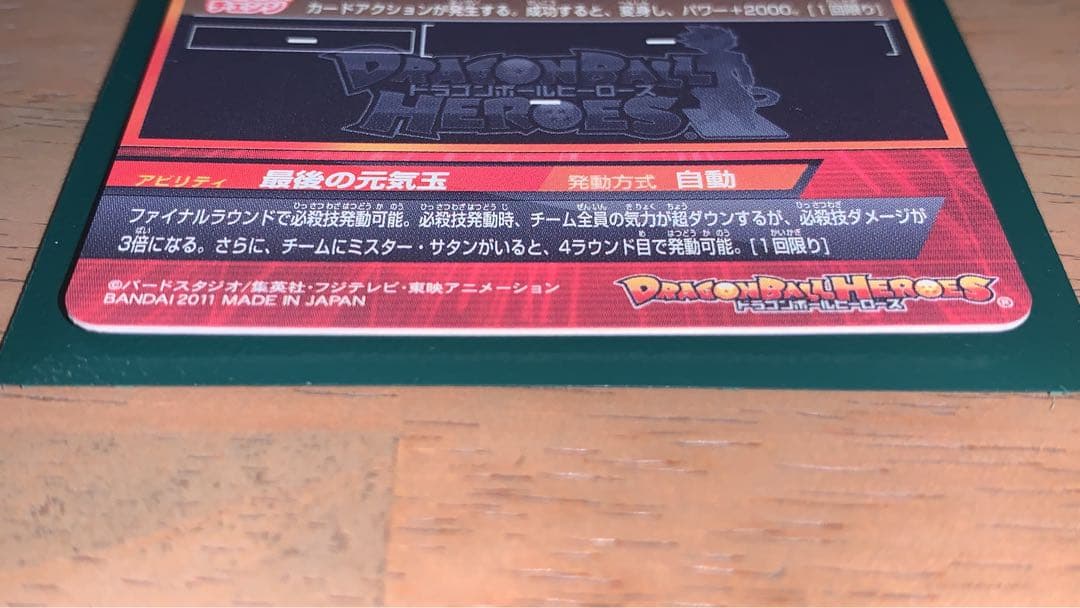 チェンジ
カードアクションが発生する。成功すると、変身し、パワー+2000。[1回限り]
DRAGONBALL
ドラゴンボールヒーローズ
HEROES
アビリティ 最後の元気玉 発動方式 自動
ファイナルラウンドで必殺技発動可能。必殺技発動時、チーム全員の気力が超ダウンするが、必殺技ダメージが
3倍になる。さらに、チームにミスター・サタンがいると、4ラウンド目で発動可能。[1回限り]
©バードスタジオ/集英社・フジテレビ・東映アニメーション
BANDAI 2011 MADE IN JAPAN
DRAGONBALL HEROES®
ドラゴンボールヒーローズ